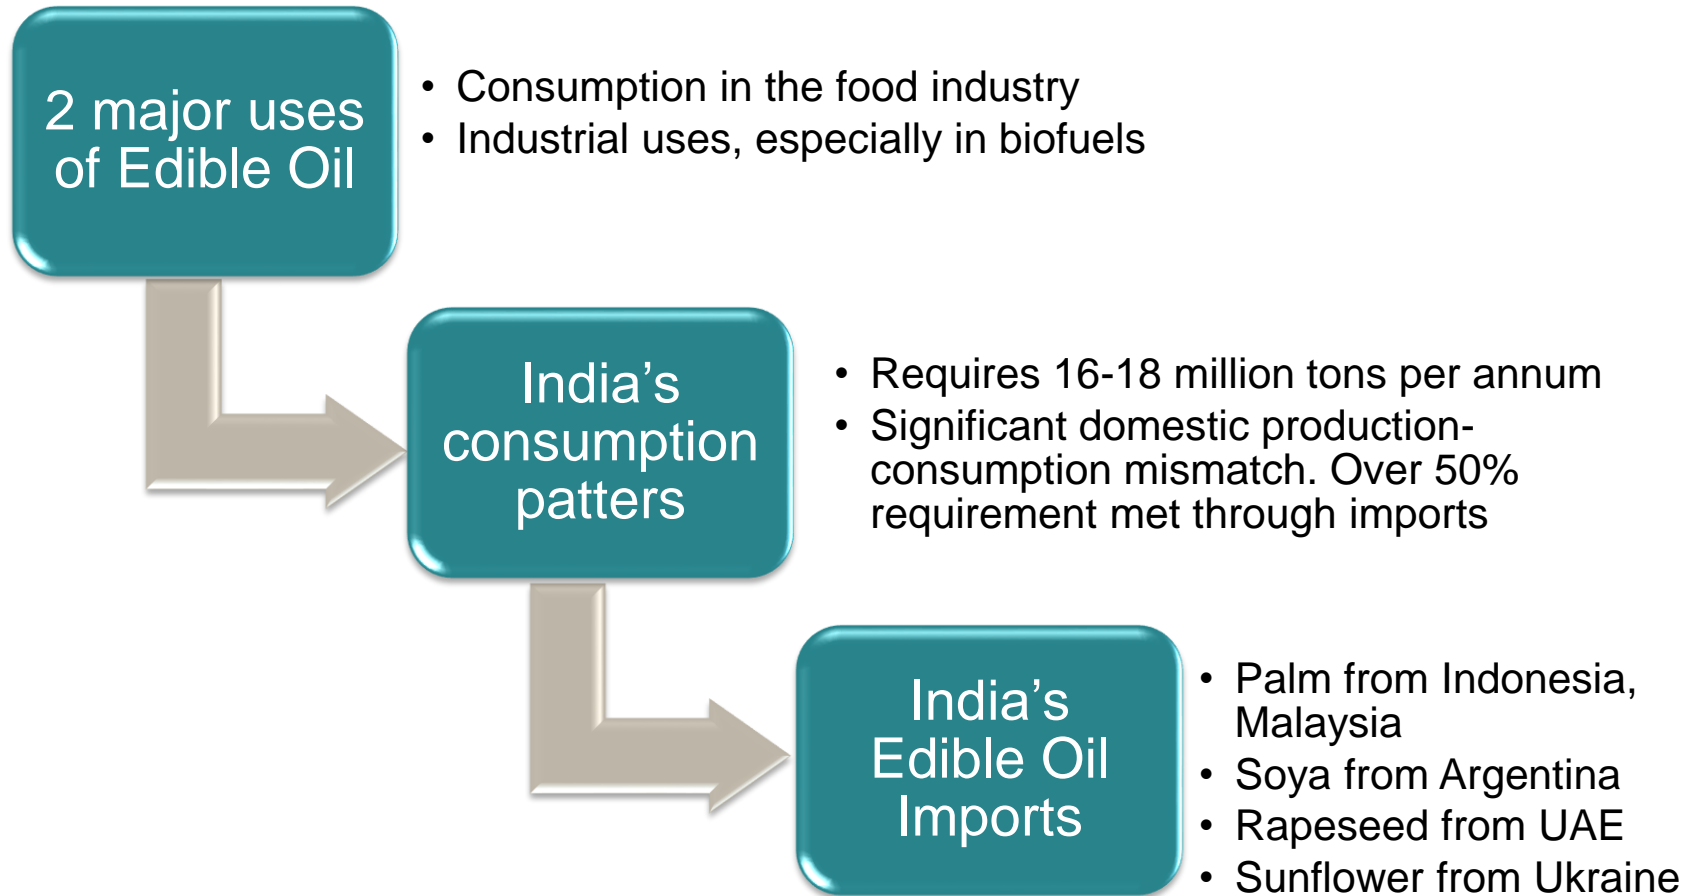 2 major uses
of Edible Oil
• Consumption in the food industry
• Industrial uses, especially in biofuels
India’s
consumption
patters
• Requires 16-18 million tons per annum
• Significant domestic production-
consumption mismatch. Over 50%
requirement met through imports
India’s
Edible Oil
Imports
• Palm from Indonesia,
Malaysia
• Soya from Argentina
• Rapeseed from UAE
• Sunflower from Ukraine